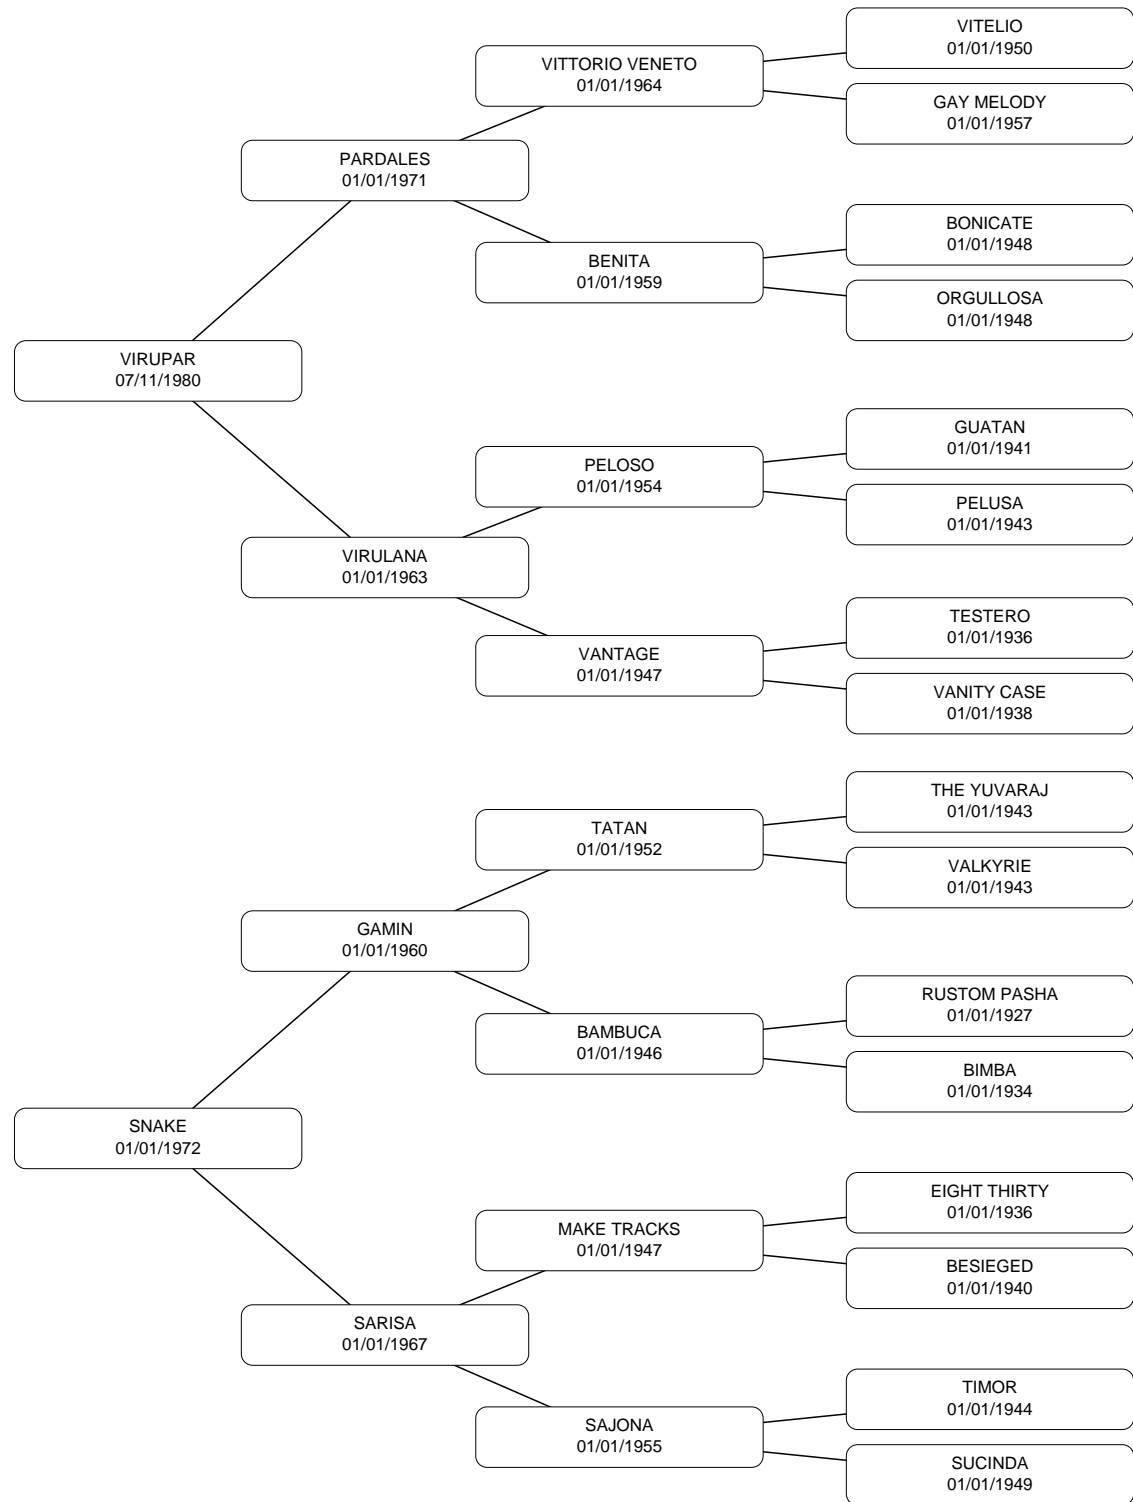 VITELIO
01/01/1950
VITTORIO VENETO
01/01/1964
GAY MELODY
01/01/1957
PARDALES
01/01/1971
BONICATE
01/01/1948
BENITA
01/01/1959
ORGULLOSA
01/01/1948
VIRUPAR
07/11/1980
GUATAN
01/01/1941
PELOSO
01/01/1954
PELUSA
01/01/1943
VIRULANA
01/01/1963
TESTERO
01/01/1936
VANTAGE
01/01/1947
VANITY CASE
01/01/1938
THE YUVARAJ
01/01/1943
TATAN
01/01/1952
VALKYRIE
01/01/1943
GAMIN
01/01/1960
RUSTOM PASHA
01/01/1927
BAMBUCA
01/01/1946
BIMBA
01/01/1934
SNAKE
01/01/1972
EIGHT THIRTY
01/01/1936
MAKE TRACKS
01/01/1947
BESIEGED
01/01/1940
SARISA
01/01/1967
TIMOR
01/01/1944
SAJONA
01/01/1955
SUCINDA
01/01/1949